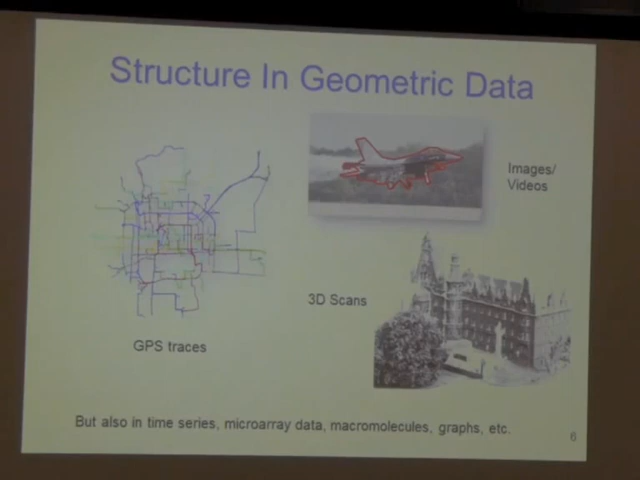 Structure In Geometric Data
Images/
Videos
3D Scans
GPS traces
But also in time series, microarray data, macromolecules, graphs, etc.
6